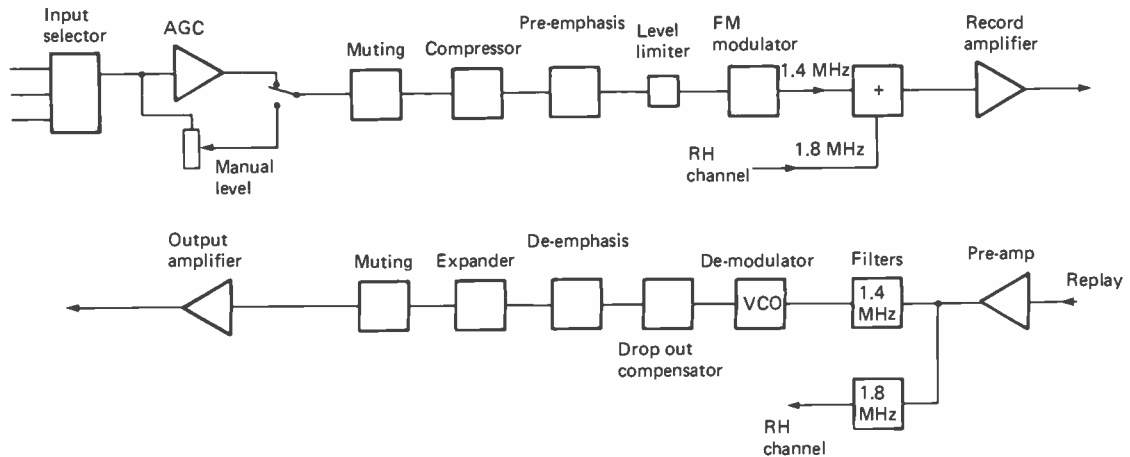 Input
selector
AGC
Muting
Compressor
Pre-emphasis
Level
limiter
FM
modulator
1.4 MHz
+
Record
amplifier
Manual
level
RH
channel
1.8 MHz
Output
amplifier
Muting
Expander
De-emphasis
Drop out
compensator
De-modulator
VCO
Filters
1.4
MHz
Pre-amp
Replay
1.8
MHz
RH
channel